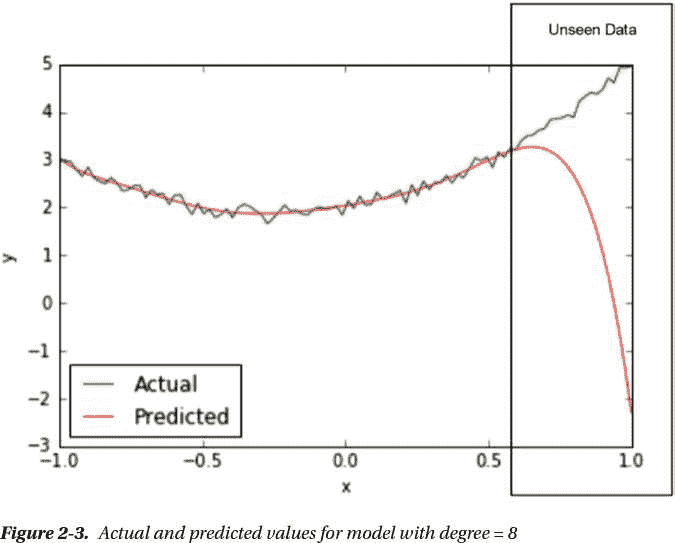 Unseen Data
5
4
3
2
1
0
−1
−2
−3
y
Actual
Predicted
−1.0 −0.5 0.0 0.5 1.0
x
Figure 2-3. Actual and predicted values for model with degree = 8